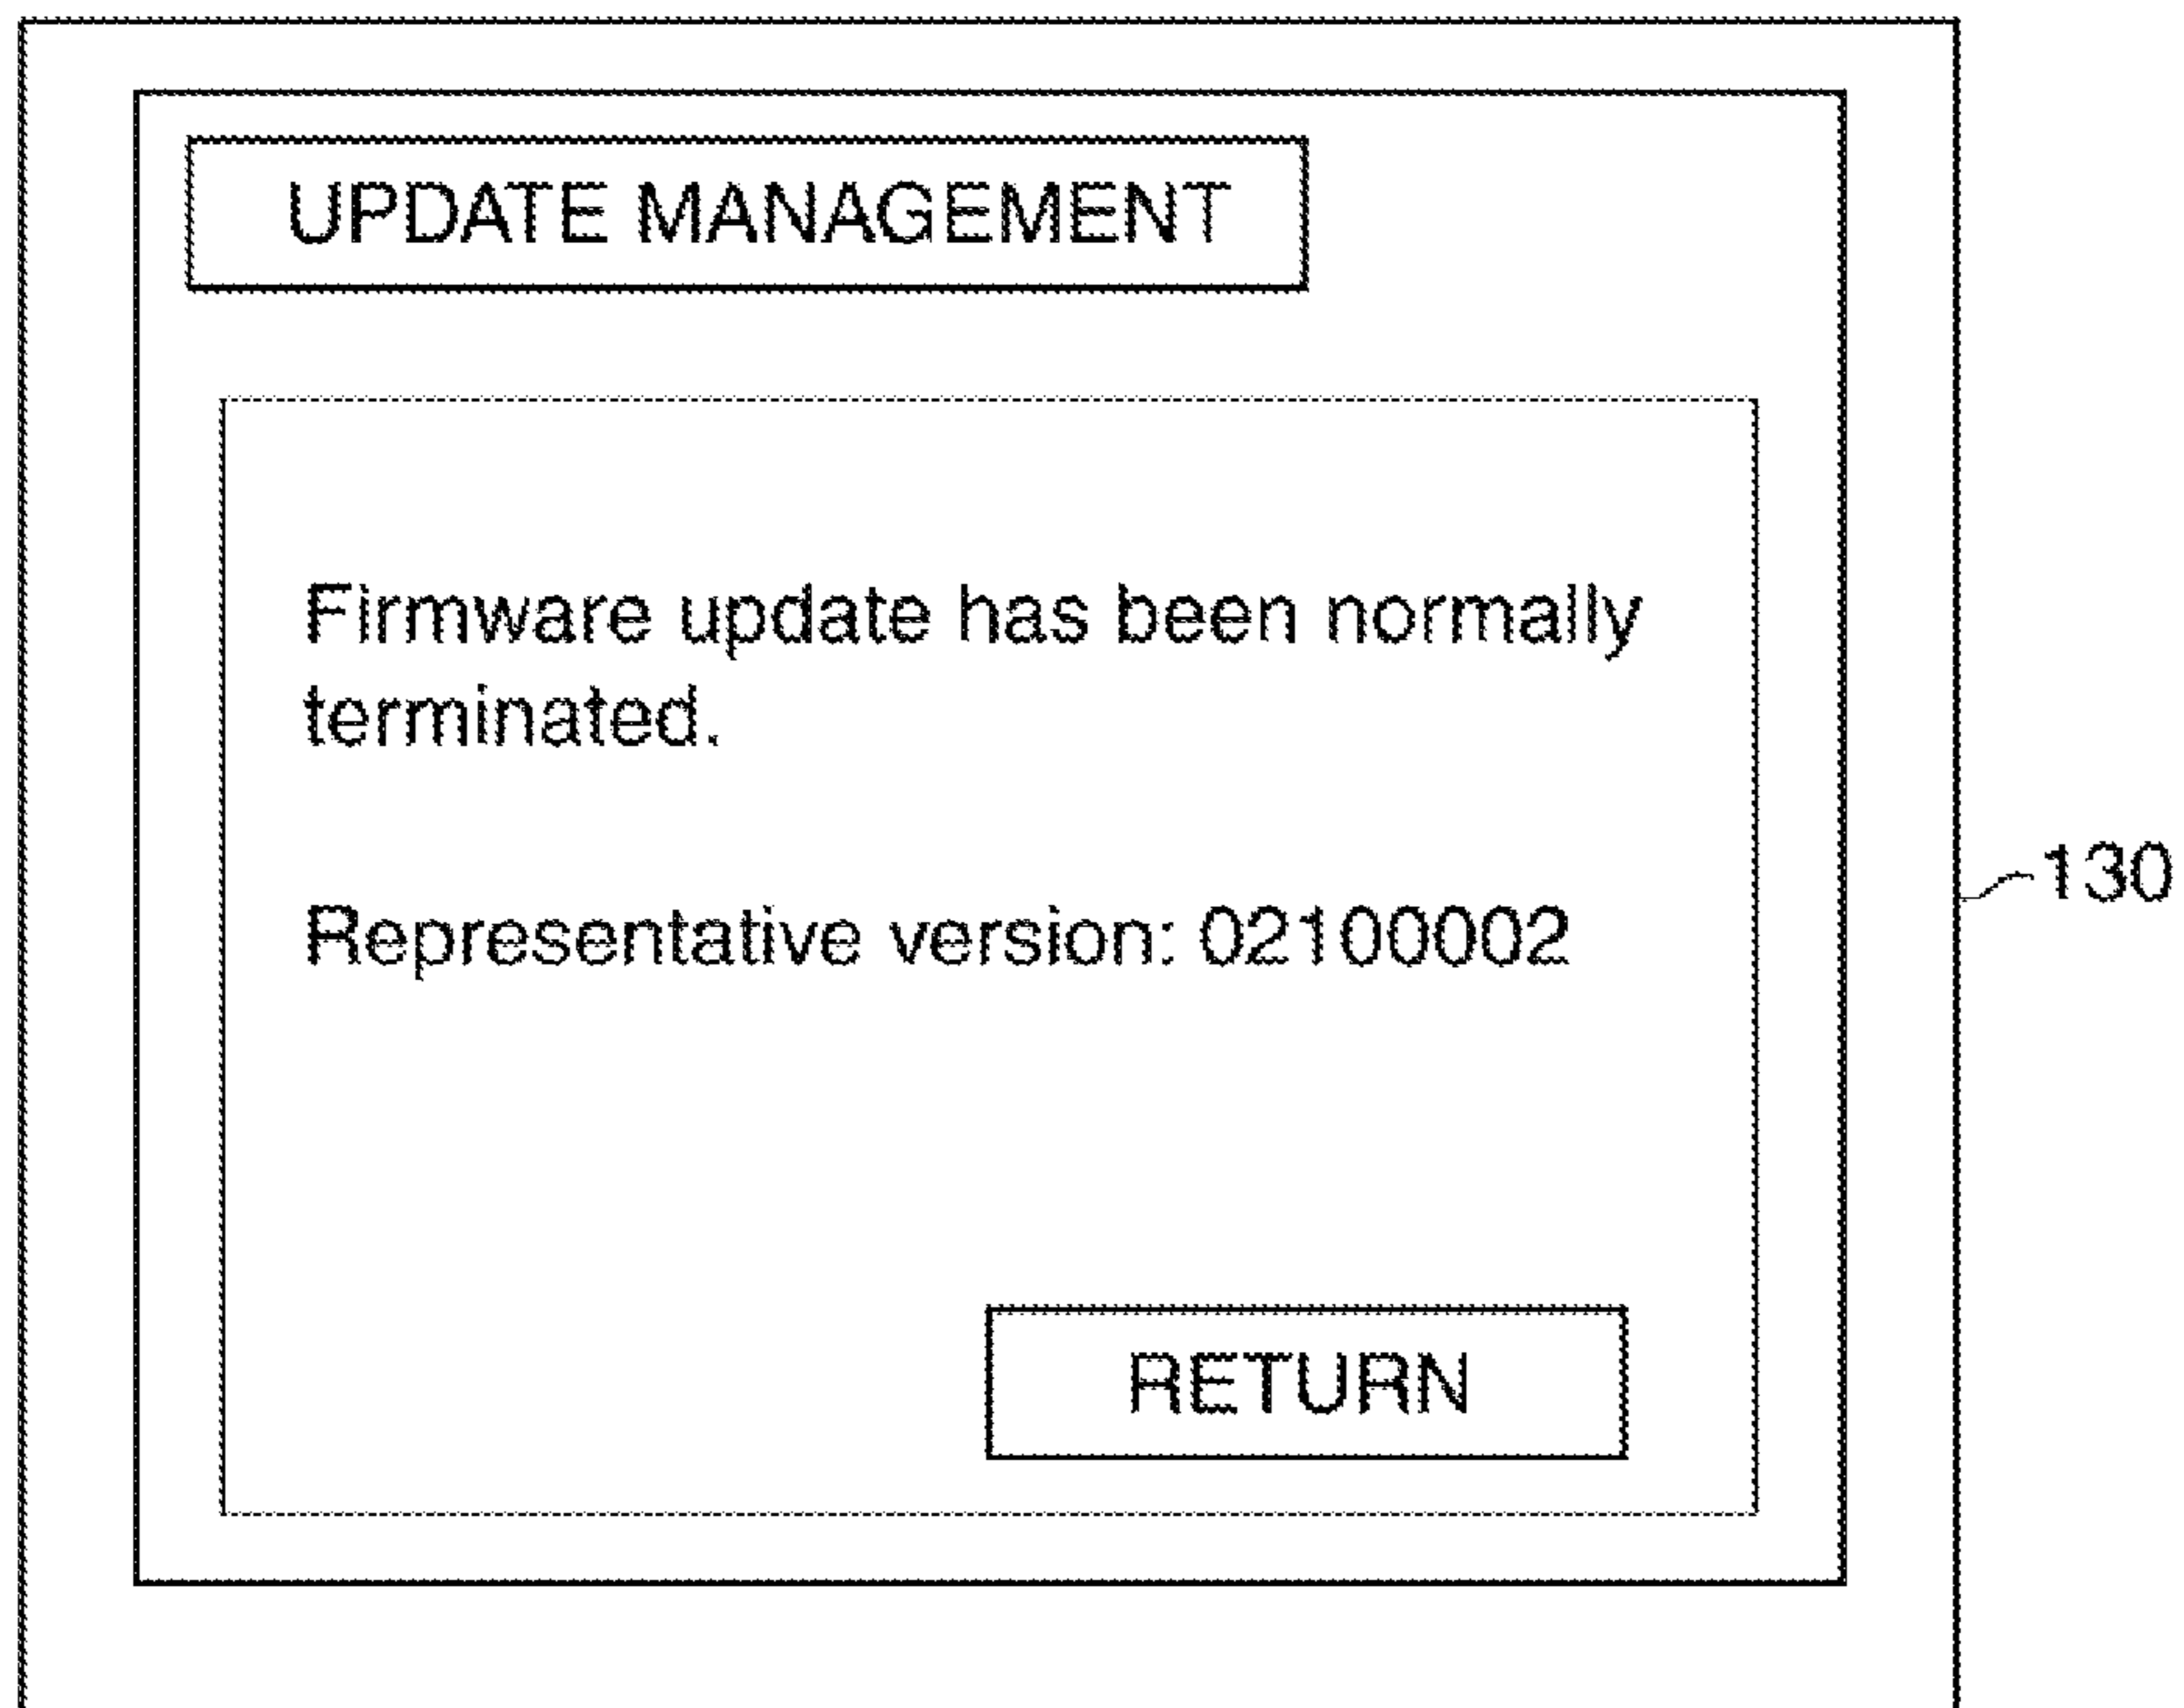 UPDATE MANAGEMENT
Firmware update has been normally
terminated.
130
Representative version: 02100002
RETURN